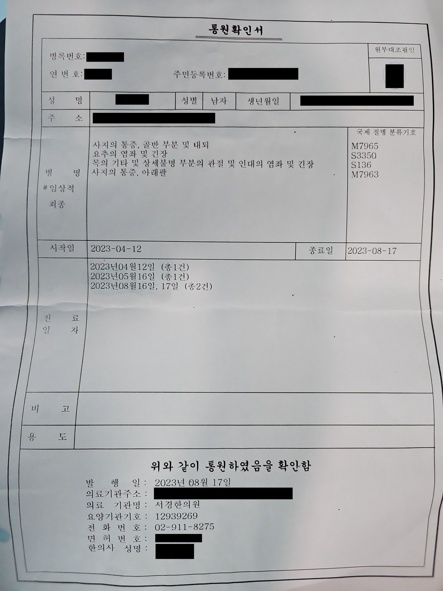 통원확인서
병록번호:
연 번호:
주민등록번호:
원부대조필인
성 명 성별 남자 생년월일
주 소
국제 질병 분류기호
병 명
*임상적
최종
사지의 통증, 골반 부분 및 대퇴 M7965
요추의 염좌 및 긴장 S3350
목의 기타 및 상세불명 부분의 관절 및 인대의 염좌 및 긴장 S136
사지의 통증, 아래팔 M7963
시작일 2023-04-12 종료일 2023-08-17
진 료
일 자
2023년04월12일 (총1건)
2023년05월16일 (총1건)
2023년08월16일, 17일 (총2건)
비 고
용 도
위와 같이 통원하였음을 확인함
발 행 일: 2023년 08월 17일
의료기관주소:
의료 기관명: 서경한의원
요양기관기호: 12939269
전 화 번 호: 02-911-8275
면 허 번 호:
한의사 성명: